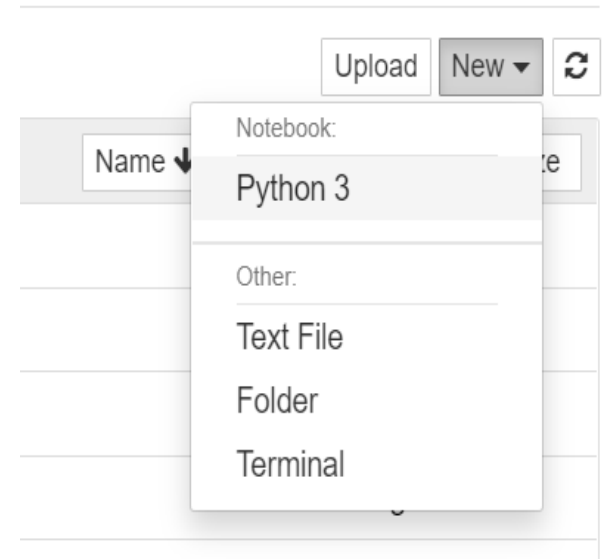 Upload New
Notebook:
Name
Python 3
Other:
Text File
Folder
Terminal